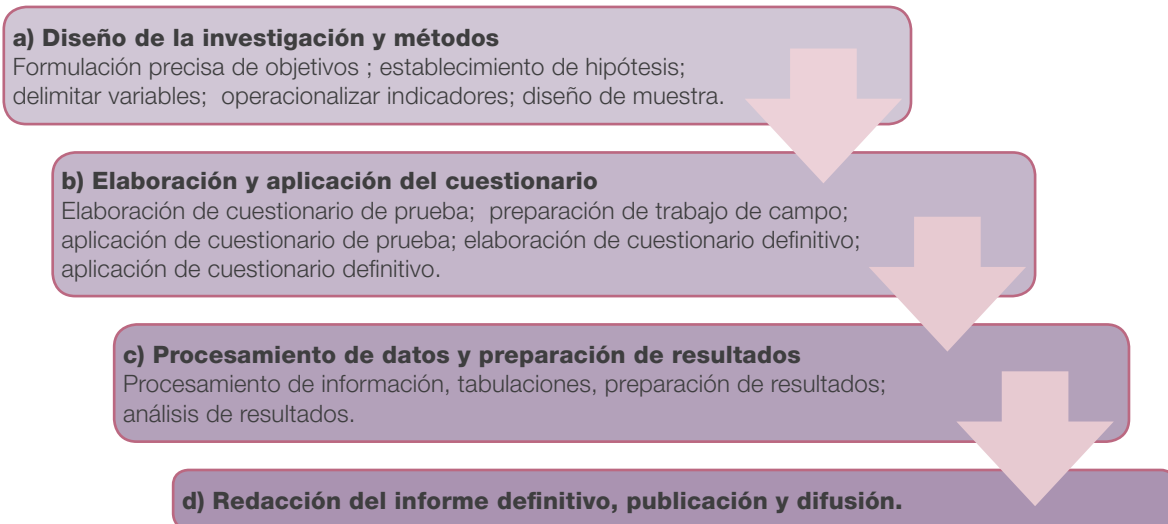 a) Diseño de la investigación y métodos
Formulación precisa de objetivos ; establecimiento de hipótesis;
delimitar variables;  operacionalizar indicadores; diseño de muestra.
b) Elaboración y aplicación del cuestionario
Elaboración de cuestionario de prueba;  preparación de trabajo de campo;
aplicación de cuestionario de prueba; elaboración de cuestionario definitivo;
aplicación de cuestionario definitivo.
c) Procesamiento de datos y preparación de resultados
Procesamiento de información, tabulaciones, preparación de resultados;
análisis de resultados.
d) Redacción del informe definitivo, publicación y difusión.